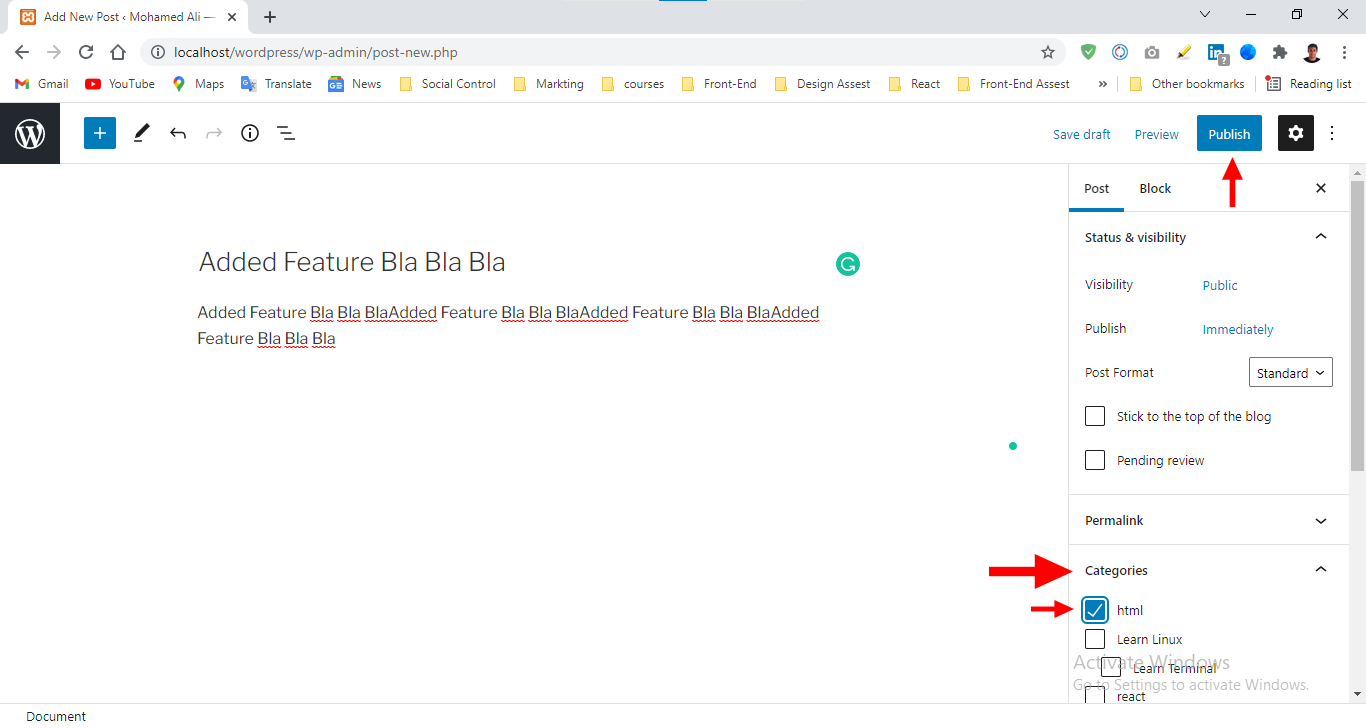 Add New Post ‹ Mohamed Ali —
localhost/wordpress/wp-admin/post-new.php
Gmail YouTube Maps Translate News Social Control Markting courses Front-End Design Assest React Front-End Assest » Other bookmarks Reading list
Save draft Preview Publish
Post Block
Status & visibility
Visibility Public
Publish Immediately
Post Format Standard
Stick to the top of the blog
Pending review
Permalink
Categories
html
Learn Linux
Learn Terminal
react
Added Feature Bla Bla Bla
Added Feature Bla Bla BlaAdded Feature Bla Bla BlaAdded Feature Bla Bla BlaAdded
Feature Bla Bla Bla
Activate Windows
Go to Settings to activate Windows.
Document